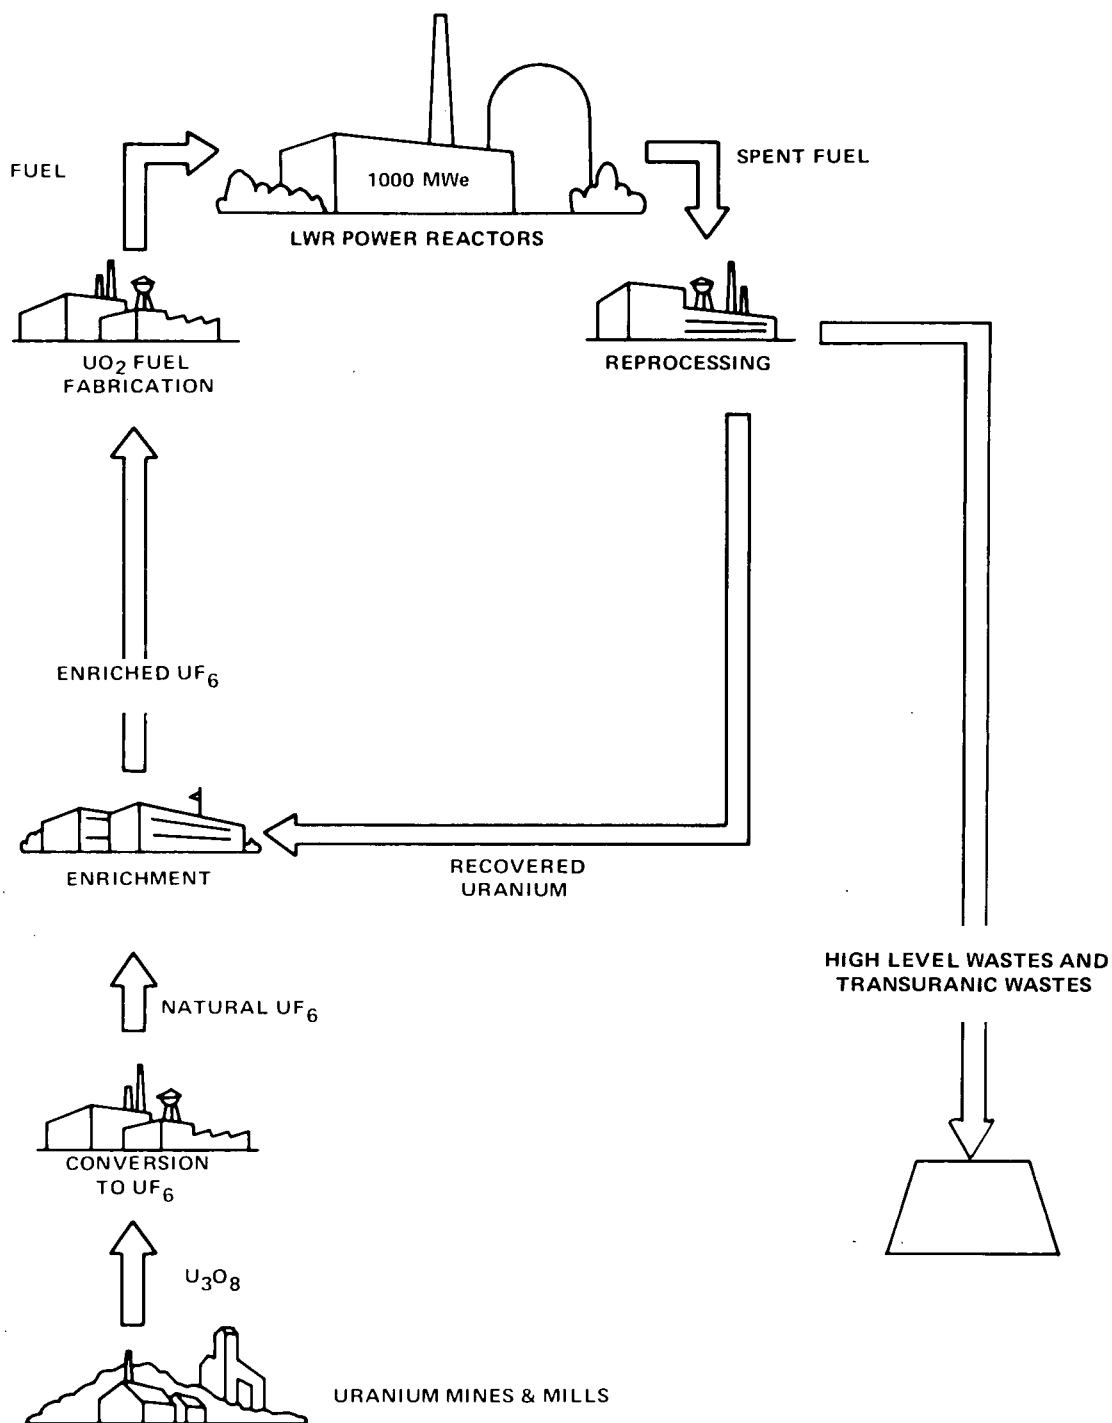 FUEL
1000 MWe
SPENT FUEL
LWR POWER REACTORS
UO₂ FUEL
FABRICATION
REPROCESSING
ENRICHED UF₆
ENRICHMENT
RECOVERED
URANIUM
HIGH LEVEL WASTES AND
TRANSURANIC WASTES
NATURAL UF₆
CONVERSION
TO UF₆
U₃O₈
URANIUM MINES & MILLS